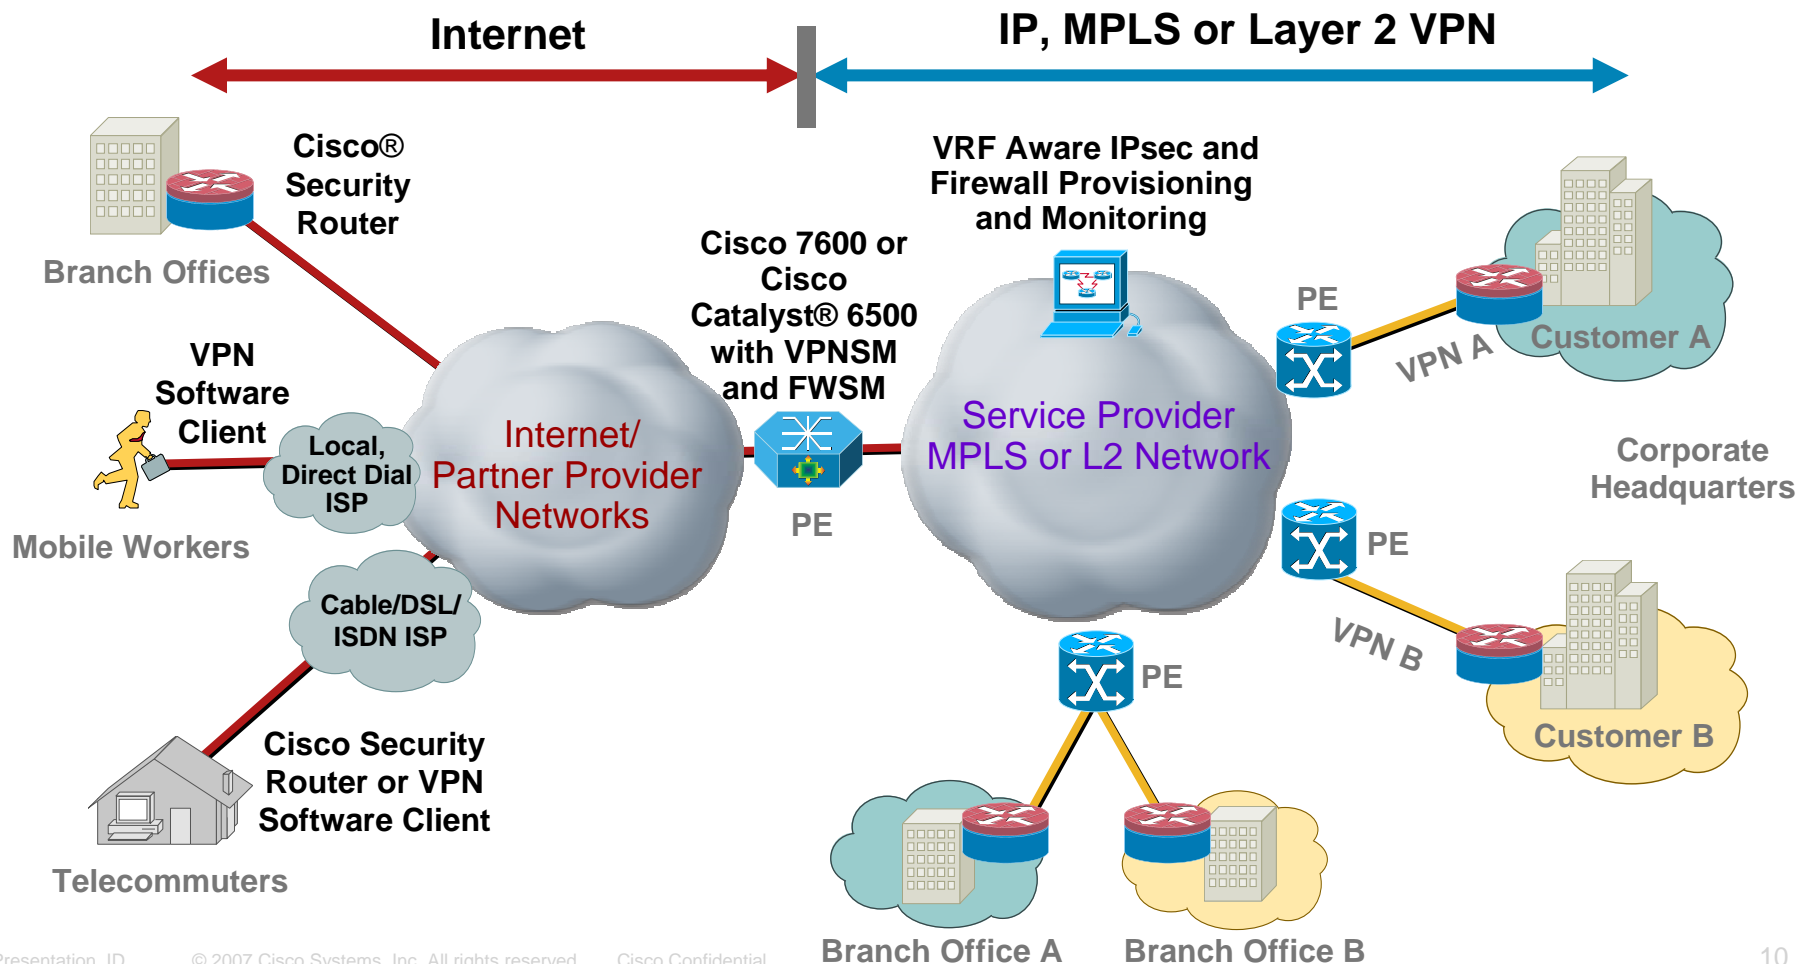 Internet
IP, MPLS or Layer 2 VPN
Cisco®
Security
Router
Branch Offices
VRF Aware IPsec and
Firewall Provisioning
and Monitoring
Cisco 7600 or
Cisco
Catalyst® 6500
with VPNSM
and FWSM
PE
VPN A
Customer A
VPN
Software
Client
Local,
Direct Dial
ISP
Mobile Workers
Internet/
Partner Provider
Networks
PE
Service Provider
MPLS or L2 Network
Corporate
Headquarters
PE
VPN B
Customer B
Cable/DSL/
ISDN ISP
PE
Cisco Security
Router or VPN
Software Client
Telecommuters
Branch Office A
Branch Office B
Presentation_ID
© 2007 Cisco Systems, Inc. All rights reserved.
Cisco Confidential
10